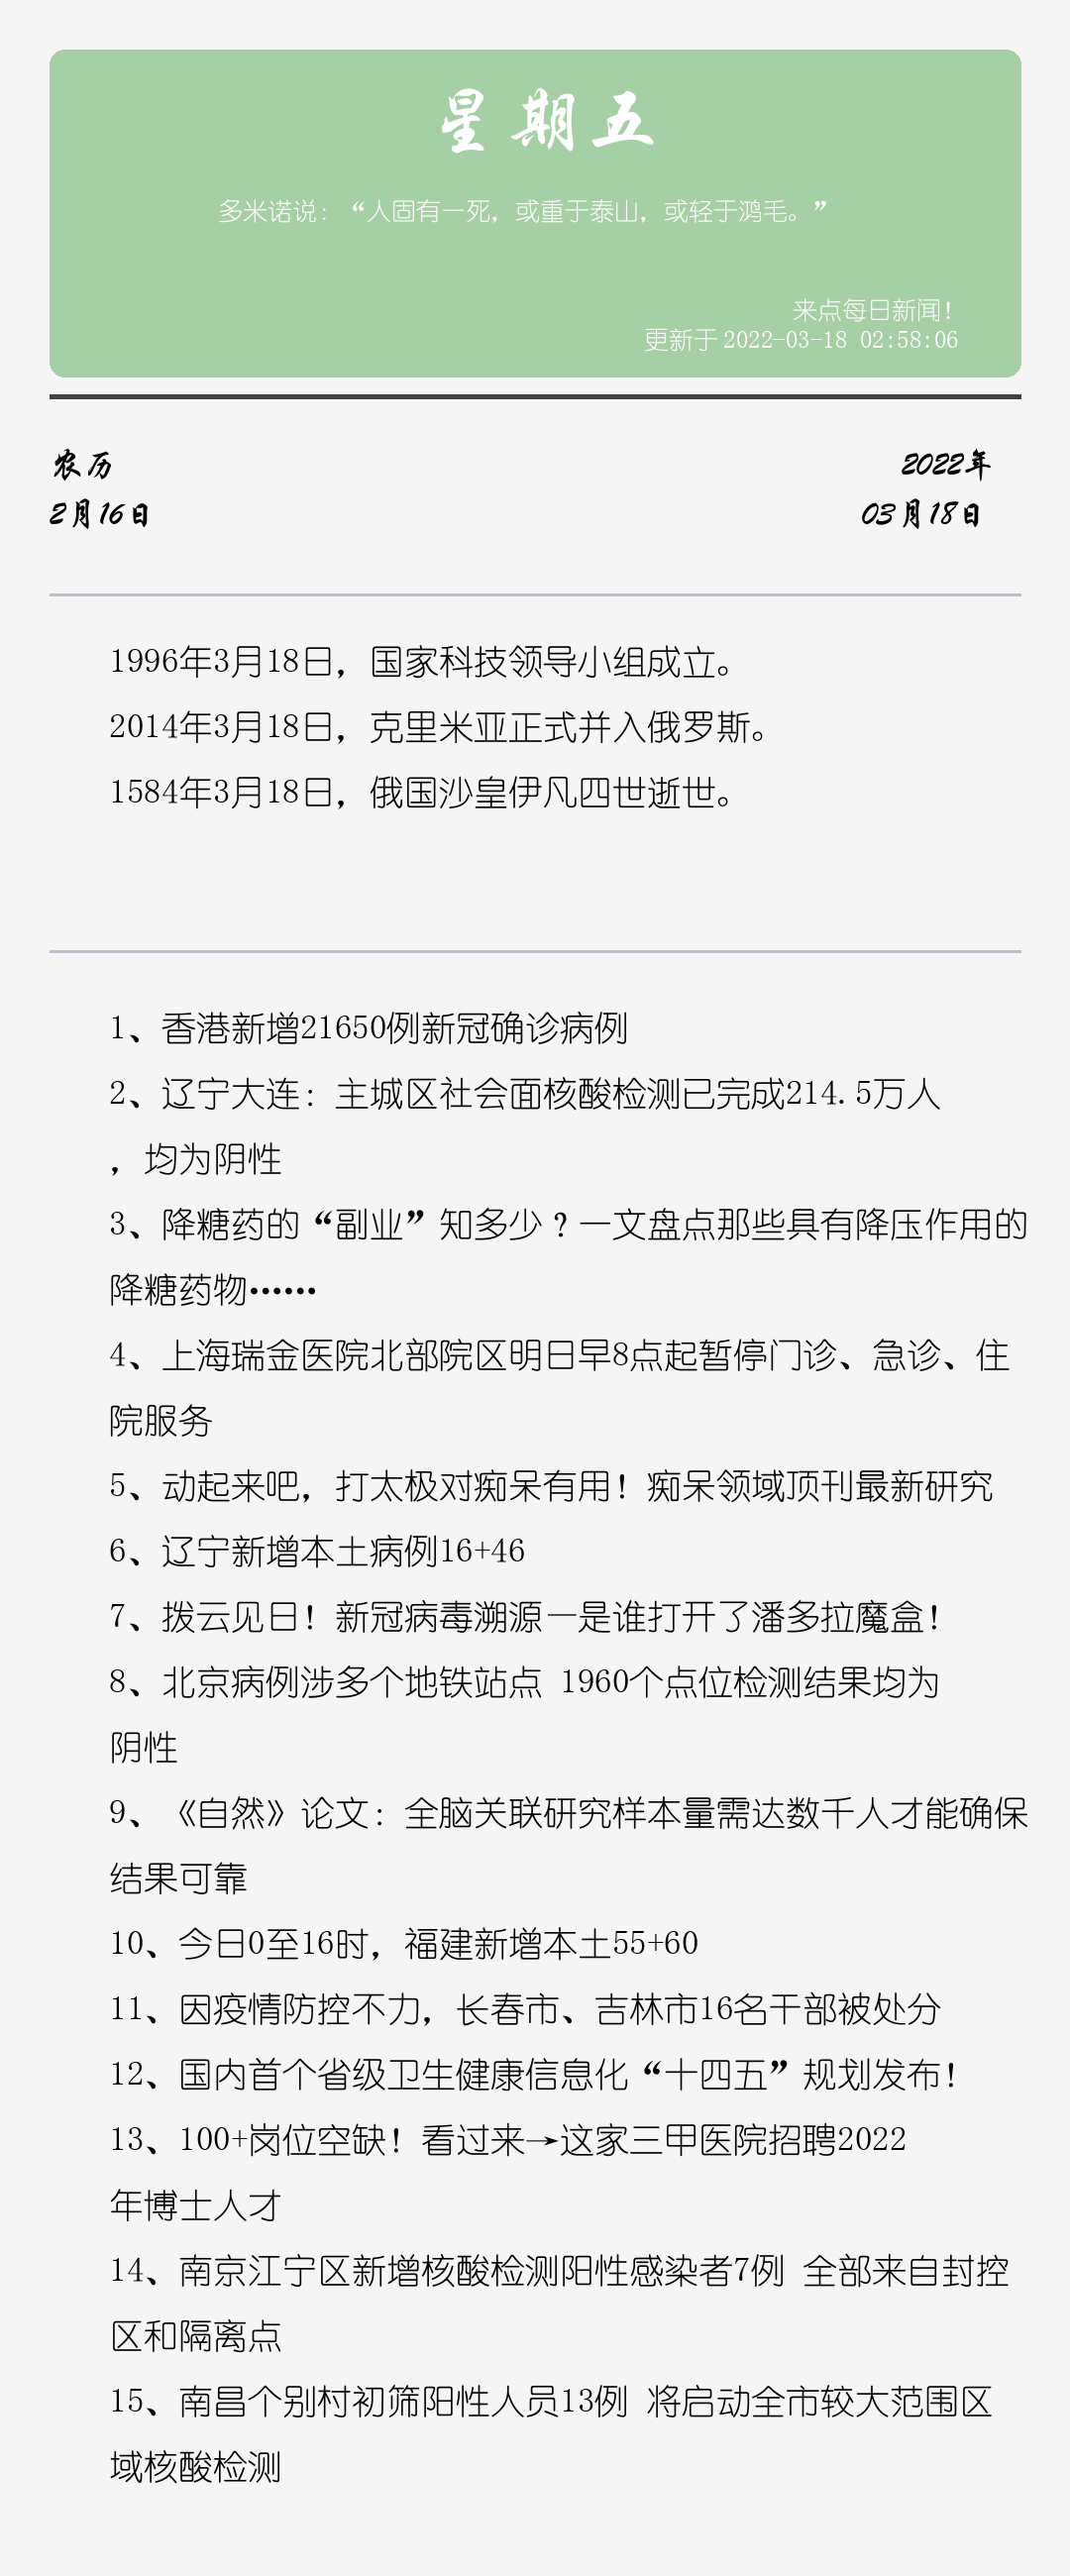 星期五
多米诺说：“人固有一死，或重于泰山，或轻于鸿毛。”
来点每日新闻！
更新于 2022-03-18 02:58:06
农历
2月16日
2022年
03月18日
1996年3月18日，国家科技领导小组成立。
2014年3月18日，克里米亚正式并入俄罗斯。
1584年3月18日，俄国沙皇伊凡四世逝世。
1、香港新增21650例新冠确诊病例
2、辽宁大连：主城区社会面核酸检测已完成214.5万人
，均为阴性
3、降糖药的“副业”知多少？一文盘点那些具有降压作用的
降糖药物……
4、上海瑞金医院北部院区明日早8点起暂停门诊、急诊、住
院服务
5、动起来吧，打太极对痴呆有用！痴呆领域顶刊最新研究
6、辽宁新增本土病例16+46
7、拨云见日！新冠病毒溯源—是谁打开了潘多拉魔盒！
8、北京病例涉多个地铁站点 1960个点位检测结果均为
阴性
9、《自然》论文：全脑关联研究样本量需达数千人才能确保
结果可靠
10、今日0至16时，福建新增本土55+60
11、因疫情防控不力，长春市、吉林市16名干部被处分
12、国内首个省级卫生健康信息化“十四五”规划发布！
13、100+岗位空缺！看过来→这家三甲医院招聘2022
年博士人才
14、南京江宁区新增核酸检测阳性感染者7例 全部来自封控
区和隔离点
15、南昌个别村初筛阳性人员13例 将启动全市较大范围区
域核酸检测